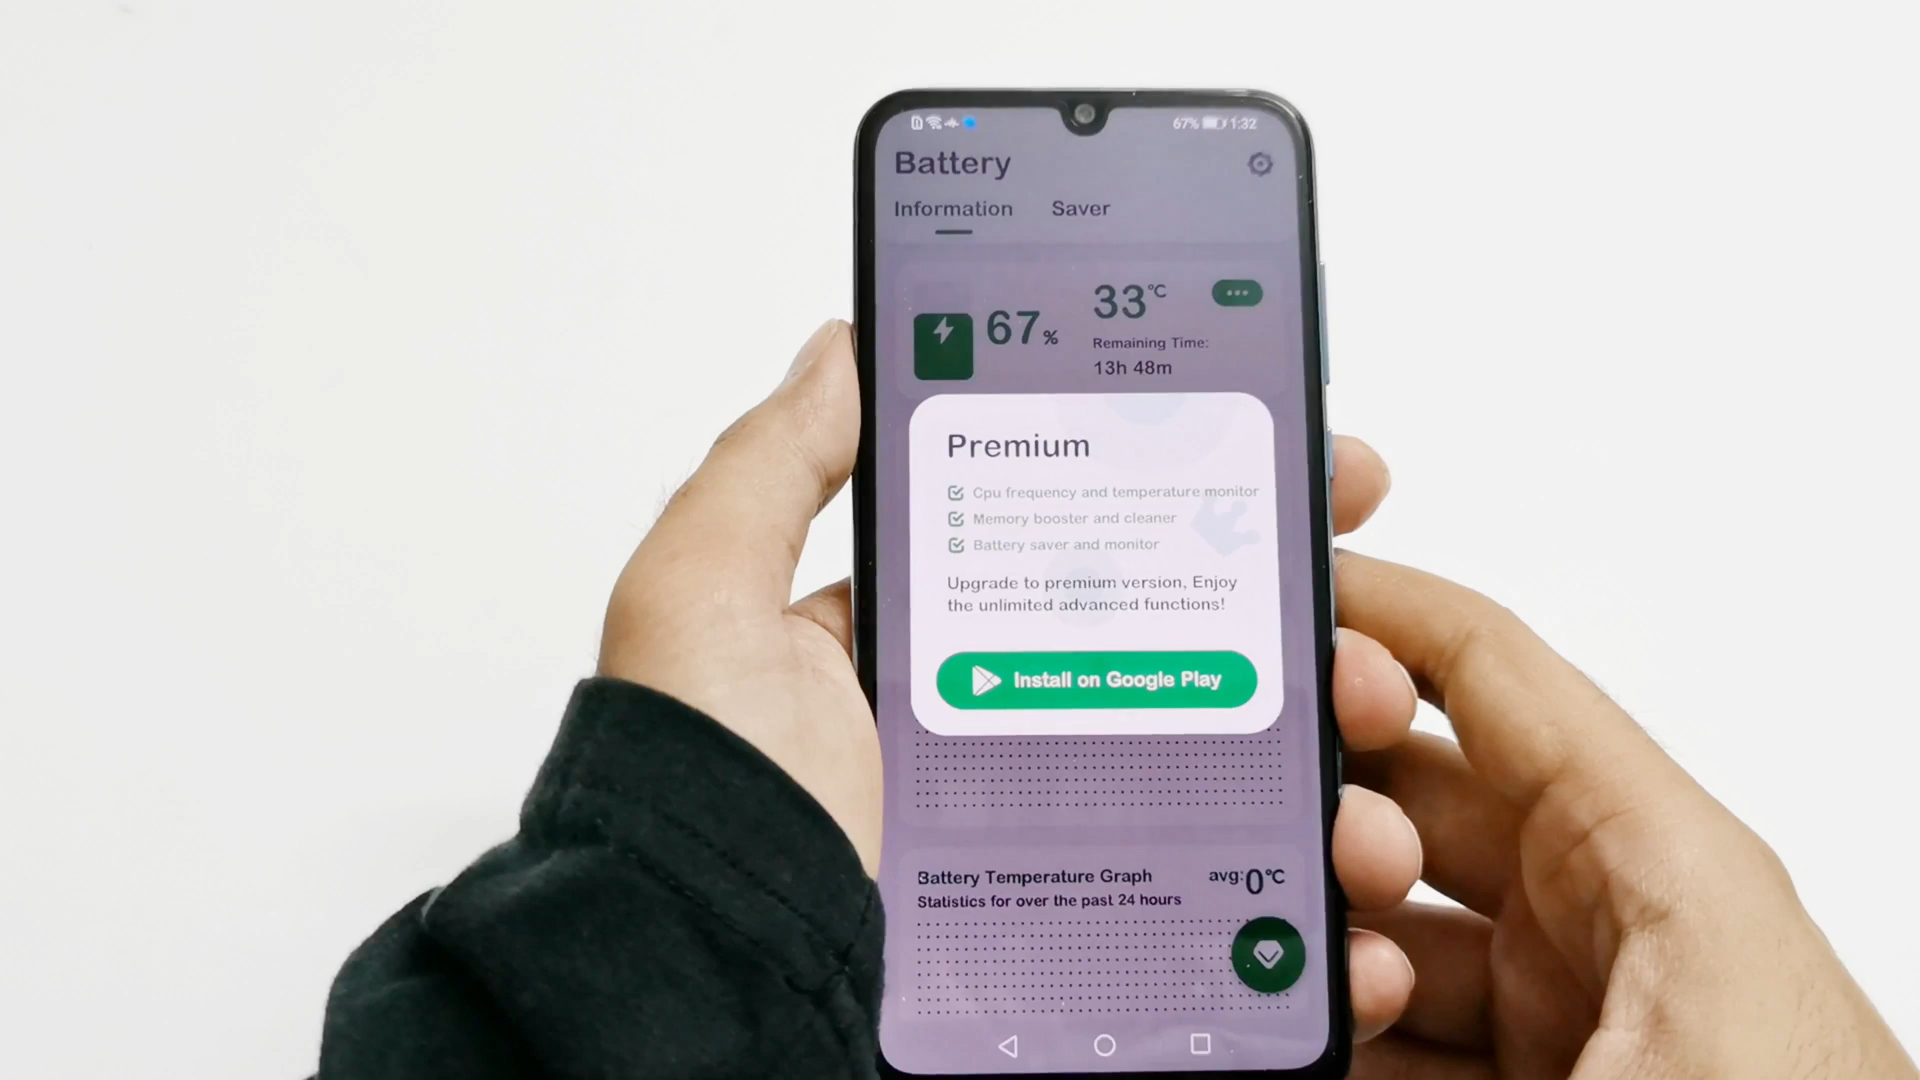 67% 1:32
Battery
Information Saver
67% 33°C
Remaining Time:
13h 48m
Premium
Cpu frequency and temperature monitor
Memory booster and cleaner
Battery saver and monitor
Upgrade to premium version, Enjoy
the unlimited advanced functions!
Install on Google Play
Battery Temperature Graph avg:0°C
Statistics for over the past 24 hours